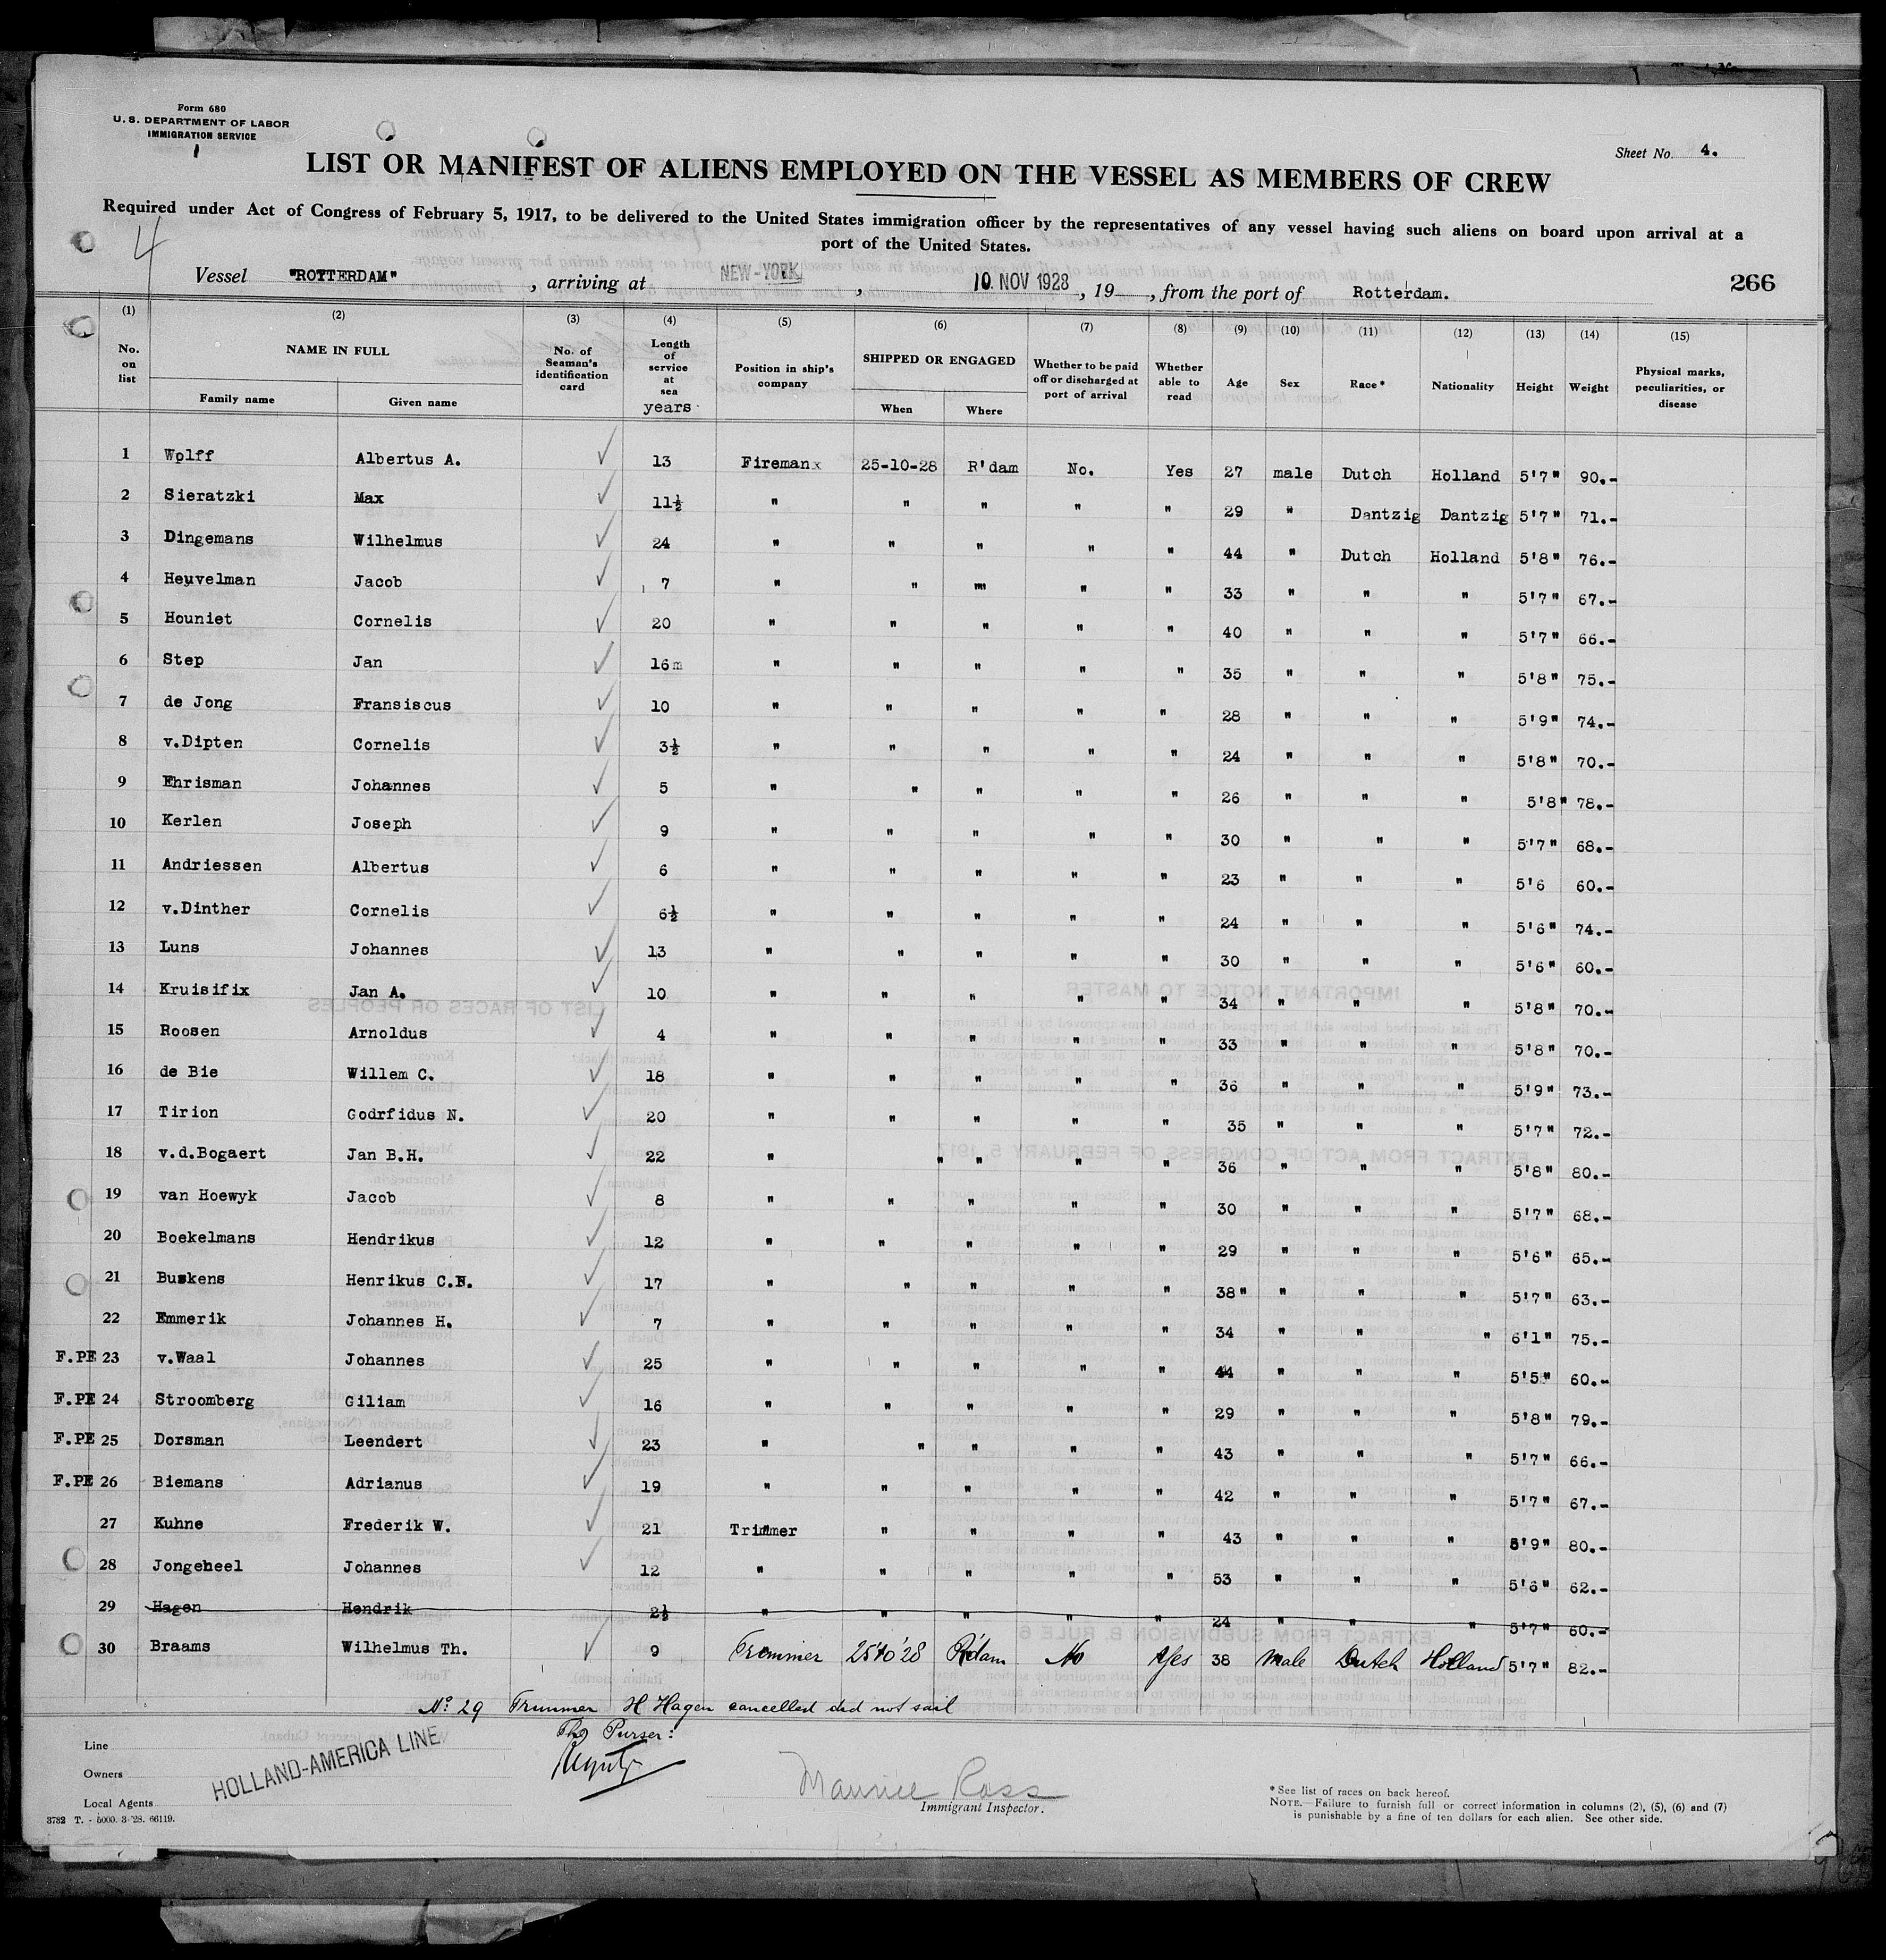 Form 680
U. S. DEPARTMENT OF LABOR
IMMIGRATION SERVICE
Sheet No. 4.
LIST OR MANIFEST OF ALIENS EMPLOYED ON THE VESSEL AS MEMBERS OF CREW
Required under Act of Congress of February 5, 1917, to be delivered to the United States immigration officer by the representatives of any vessel having such aliens on board upon arrival at a
port of the United States.
4
Vessel "ROTTERDAM", arriving at NEW-YORK, 10 NOV 1928, 19 , from the port of Rotterdam. 266
(1) (2) (3) (4) (5) (6) (7) (8) (9) (10) (11) (12) (13) (14) (15)
No. on list NAME IN FULL Family name Given name No. of Seaman's identification card Length of service at sea years Position in ship's company SHIPPED OR ENGAGED When Where Whether to be paid off or discharged at port of arrival Whether able to read Age Sex Race* Nationality Height Weight Physical marks, peculiarities, or disease
1 Wolff Albertus A. ✓ 13 Fireman 25-10-28 R'dam No. Yes 27 male Dutch Holland 5'7" 90.-
2 Sieratzki Max ✓ 11½ " " " " " 29 " Dantzig Dantzig 5'7" 71.-
3 Dingemans Wilhelmus ✓ 24 " " " " " 44 " Dutch Holland 5'8" 76.-
4 Heuvelman Jacob ✓ 7 " " " " " 33 " " " 5'7" 67.-
5 Houniet Cornelis ✓ 20 " " " " " 40 " " " 5'7" 66.-
6 Step Jan ✓ 16m " " " " " 35 " " " 5'8" 75.-
7 de Jong Fransiscus ✓ 10 " " " " " 28 " " " 5'9" 74.-
8 v.Dipten Cornelis ✓ 3½ " " " " " 24 " " " 5'8" 70.-
9 Ehrisman Johannes ✓ 5 " " " " " 26 " " " 5'8" 78.-
10 Kerlen Joseph ✓ 9 " " " " " 30 " " " 5'7" 68.-
11 Andriessen Albertus ✓ 6 " " " " " 23 " " " 5'6 60.-
12 v.Dinther Cornelis ✓ 6½ " " " " " 24 " " " 5'6" 74.-
13 Luns Johannes ✓ 13 " " " " " 30 " " " 5'6" 60.-
14 Kruisifix Jan A. ✓ 10 " " " " " 34 " " " 5'8" 70.-
15 Roosen Arnoldus ✓ 4 " " " " " 33 " " " 5'8" 70.-
16 de Bie Willem C. ✓ 18 " " " " " 36 " " " 5'9" 73.-
17 Tirion Godrfidus N. ✓ 20 " " " " " 35 " " " 5'7" 72.-
18 v.d.Bogaert Jan B.H. ✓ 22 " " " " " 36 " " " 5'8" 80.-
19 van Hoewyk Jacob ✓ 8 " " " " " 30 " " " 5'7" 68.-
20 Boekelmans Hendrikus ✓ 12 " " " " " 29 " " " 5'6" 65.-
21 Buskens Henrikus C.F. ✓ 17 " " " " " 38" " " " 5'7" 63.-
22 Emmerik Johannes H. ✓ 7 " " " " " 34 " " " 6'1" 75.-
F.PE 23 v.Waal Johannes ✓ 25 " " " " " 44 " " " 5'5" 60.-
F.PE 24 Stroomberg Giliam ✓ 16 " " " " " 29 " " " 5'8" 79.-
F.PE 25 Dorsman Leendert ✓ 23 " " " " " 43 " " " 5'7" 66.-
F.PE 26 Biemans Adrianus ✓ 19 " " " " " 42 " " " 5'7" 67.-
27 Kuhne Frederik W. ✓ 21 Trimmer " " " " 43 " " " 5'9" 80.-
28 Jongeheel Johannes ✓ 12 " " " " " 53 " " " 5'6" 62.-
29 Hagen Hendrik 2½ " " " " " 24 " " " 5'7" 60.-
30 Braams Wilhelmus Th. ✓ 9 Tremmer 25'10'28 R'dam No Yes 38 Male Dutch Holland 5'7" 82.-
No 29 Trimmer H Hagen cancelled did not sail
The Purser:
Line
Owners
Local Agents
HOLLAND-AMERICA LINE.
Maurice Ross
Immigrant Inspector.
3782 T. - 5000. 3-'28. 66119.
*See list of races on back hereof.
NOTE.—Failure to furnish full or correct information in columns (2), (5), (6) and (7)
is punishable by a fine of ten dollars for each alien. See other side.